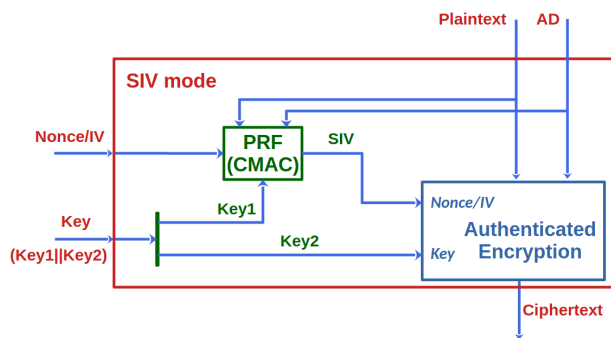 Plaintext
AD
SIV mode
Nonce/IV
PRF
(CMAC)
SIV
Key1
Nonce/IV
Key
(Key1||Key2)
Key2
Authenticated
Encryption
Key
Ciphertext